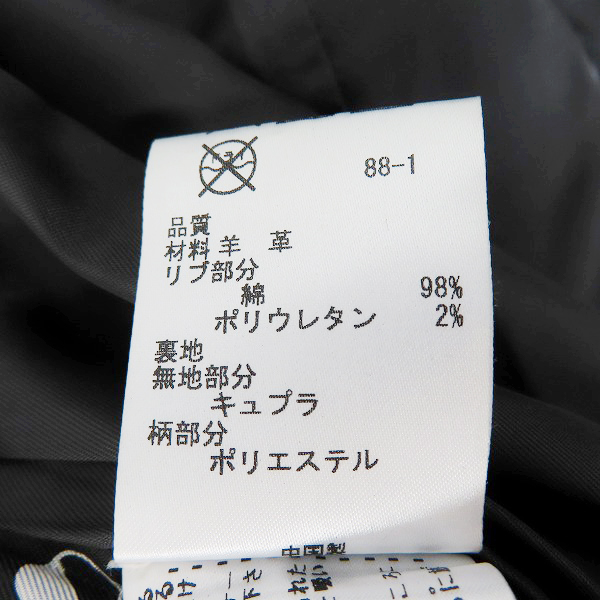 88-1
品質
材料 羊 革
リブ部分
綿 98%
ポリウレタン 2%
裏地
無地部分
キュプラ
柄部分
ポリエステル
中国製